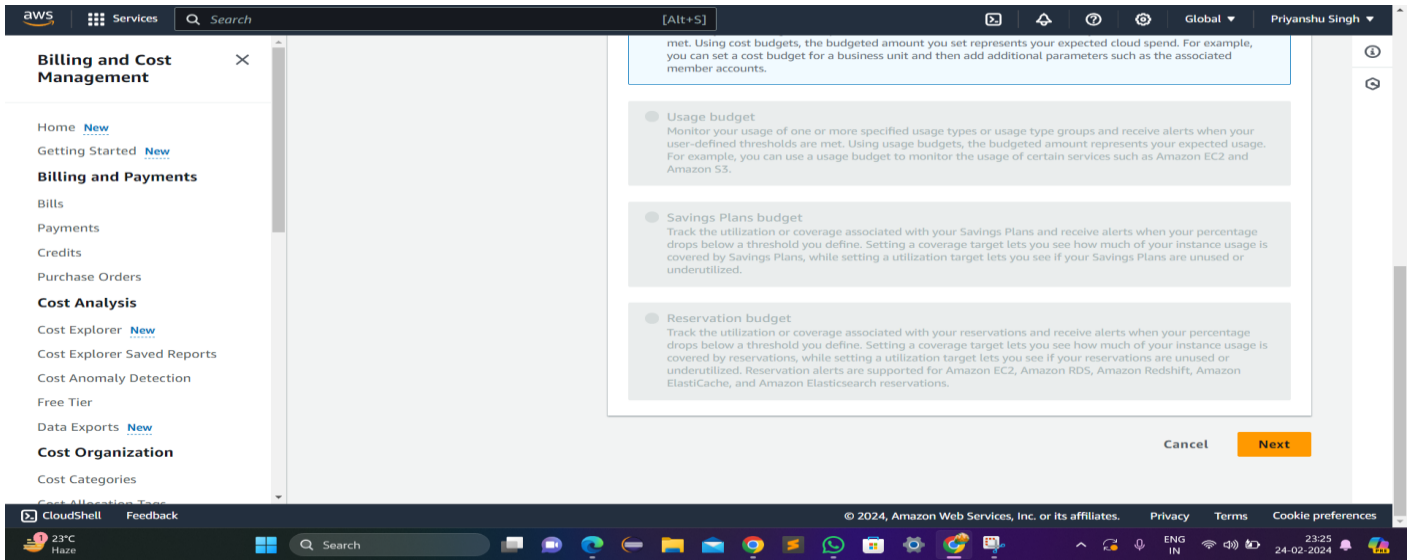 aws
Services
Search
[Alt+S]
Global ▼
Priyanshu Singh ▼
Billing and Cost
Management
Home New
Getting Started New
Billing and Payments
Bills
Payments
Credits
Purchase Orders
Cost Analysis
Cost Explorer New
Cost Explorer Saved Reports
Cost Anomaly Detection
Free Tier
Data Exports New
Cost Organization
Cost Categories
Cost Allocation Tags
met. Using cost budgets, the budgeted amount you set represents your expected cloud spend. For example,
you can set a cost budget for a business unit and then add additional parameters such as the associated
member accounts.
Usage budget
Monitor your usage of one or more specified usage types or usage type groups and receive alerts when your
user-defined thresholds are met. Using usage budgets, the budgeted amount represents your expected usage.
For example, you can use a usage budget to monitor the usage of certain services such as Amazon EC2 and
Amazon S3.
Savings Plans budget
Track the utilization or coverage associated with your Savings Plans and receive alerts when your percentage
drops below a threshold you define. Setting a coverage target lets you see how much of your instance usage is
covered by Savings Plans, while setting a utilization target lets you see if your Savings Plans are unused or
underutilized.
Reservation budget
Track the utilization or coverage associated with your reservations and receive alerts when your percentage
drops below a threshold you define. Setting a coverage target lets you see how much of your instance usage is
covered by reservations, while setting a utilization target lets you see if your reservations are unused or
underutilized. Reservation alerts are supported for Amazon EC2, Amazon RDS, Amazon Redshift, Amazon
ElastiCache, and Amazon Elasticsearch reservations.
Cancel
Next
CloudShell
Feedback
© 2024, Amazon Web Services, Inc. or its affiliates.
Privacy
Terms
Cookie preferences
1
23°C
Haze
Search
ENG
IN
23:25
24-02-2024